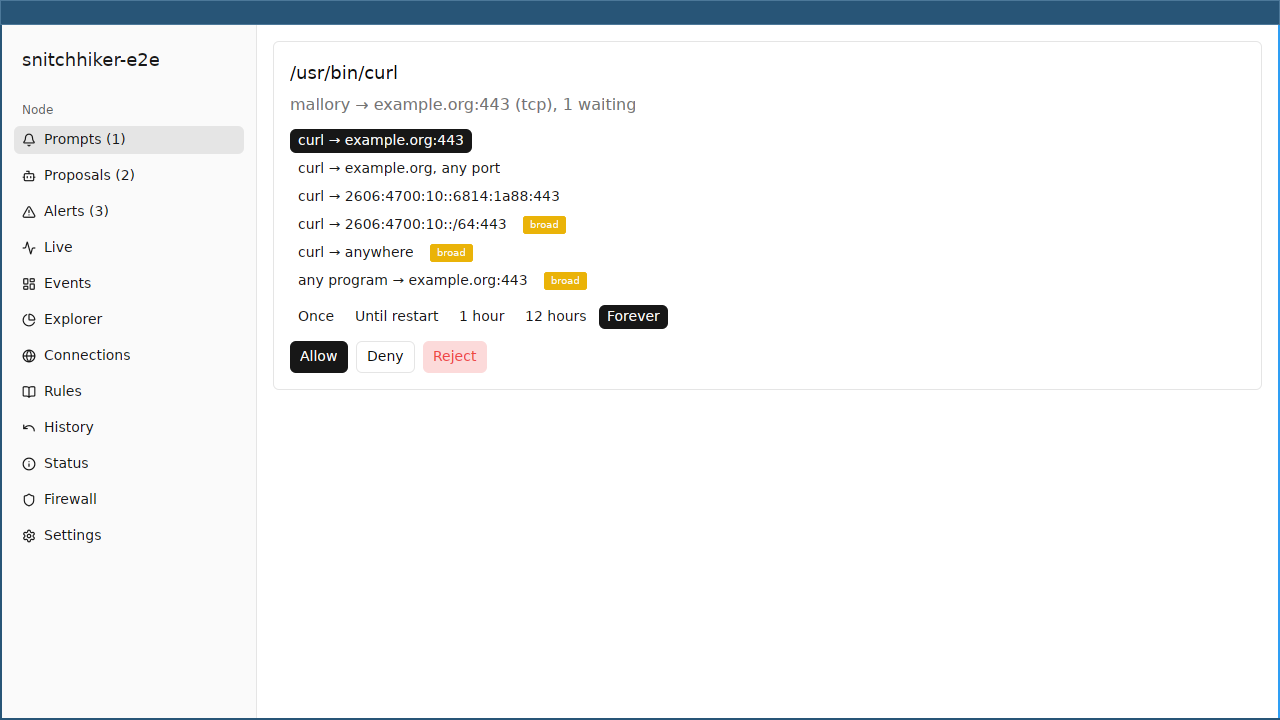 snitchhiker-e2e
Node
Prompts (1)
Proposals (2)
Alerts (3)
Live
Events
Explorer
Connections
Rules
History
Status
Firewall
Settings
/usr/bin/curl
mallory → example.org:443 (tcp), 1 waiting
curl → example.org:443
curl → example.org, any port
curl → 2606:4700:10::6814:1a88:443
curl → 2606:4700:10::/64:443 broad
curl → anywhere broad
any program → example.org:443 broad
Once Until restart 1 hour 12 hours Forever
Allow Deny Reject